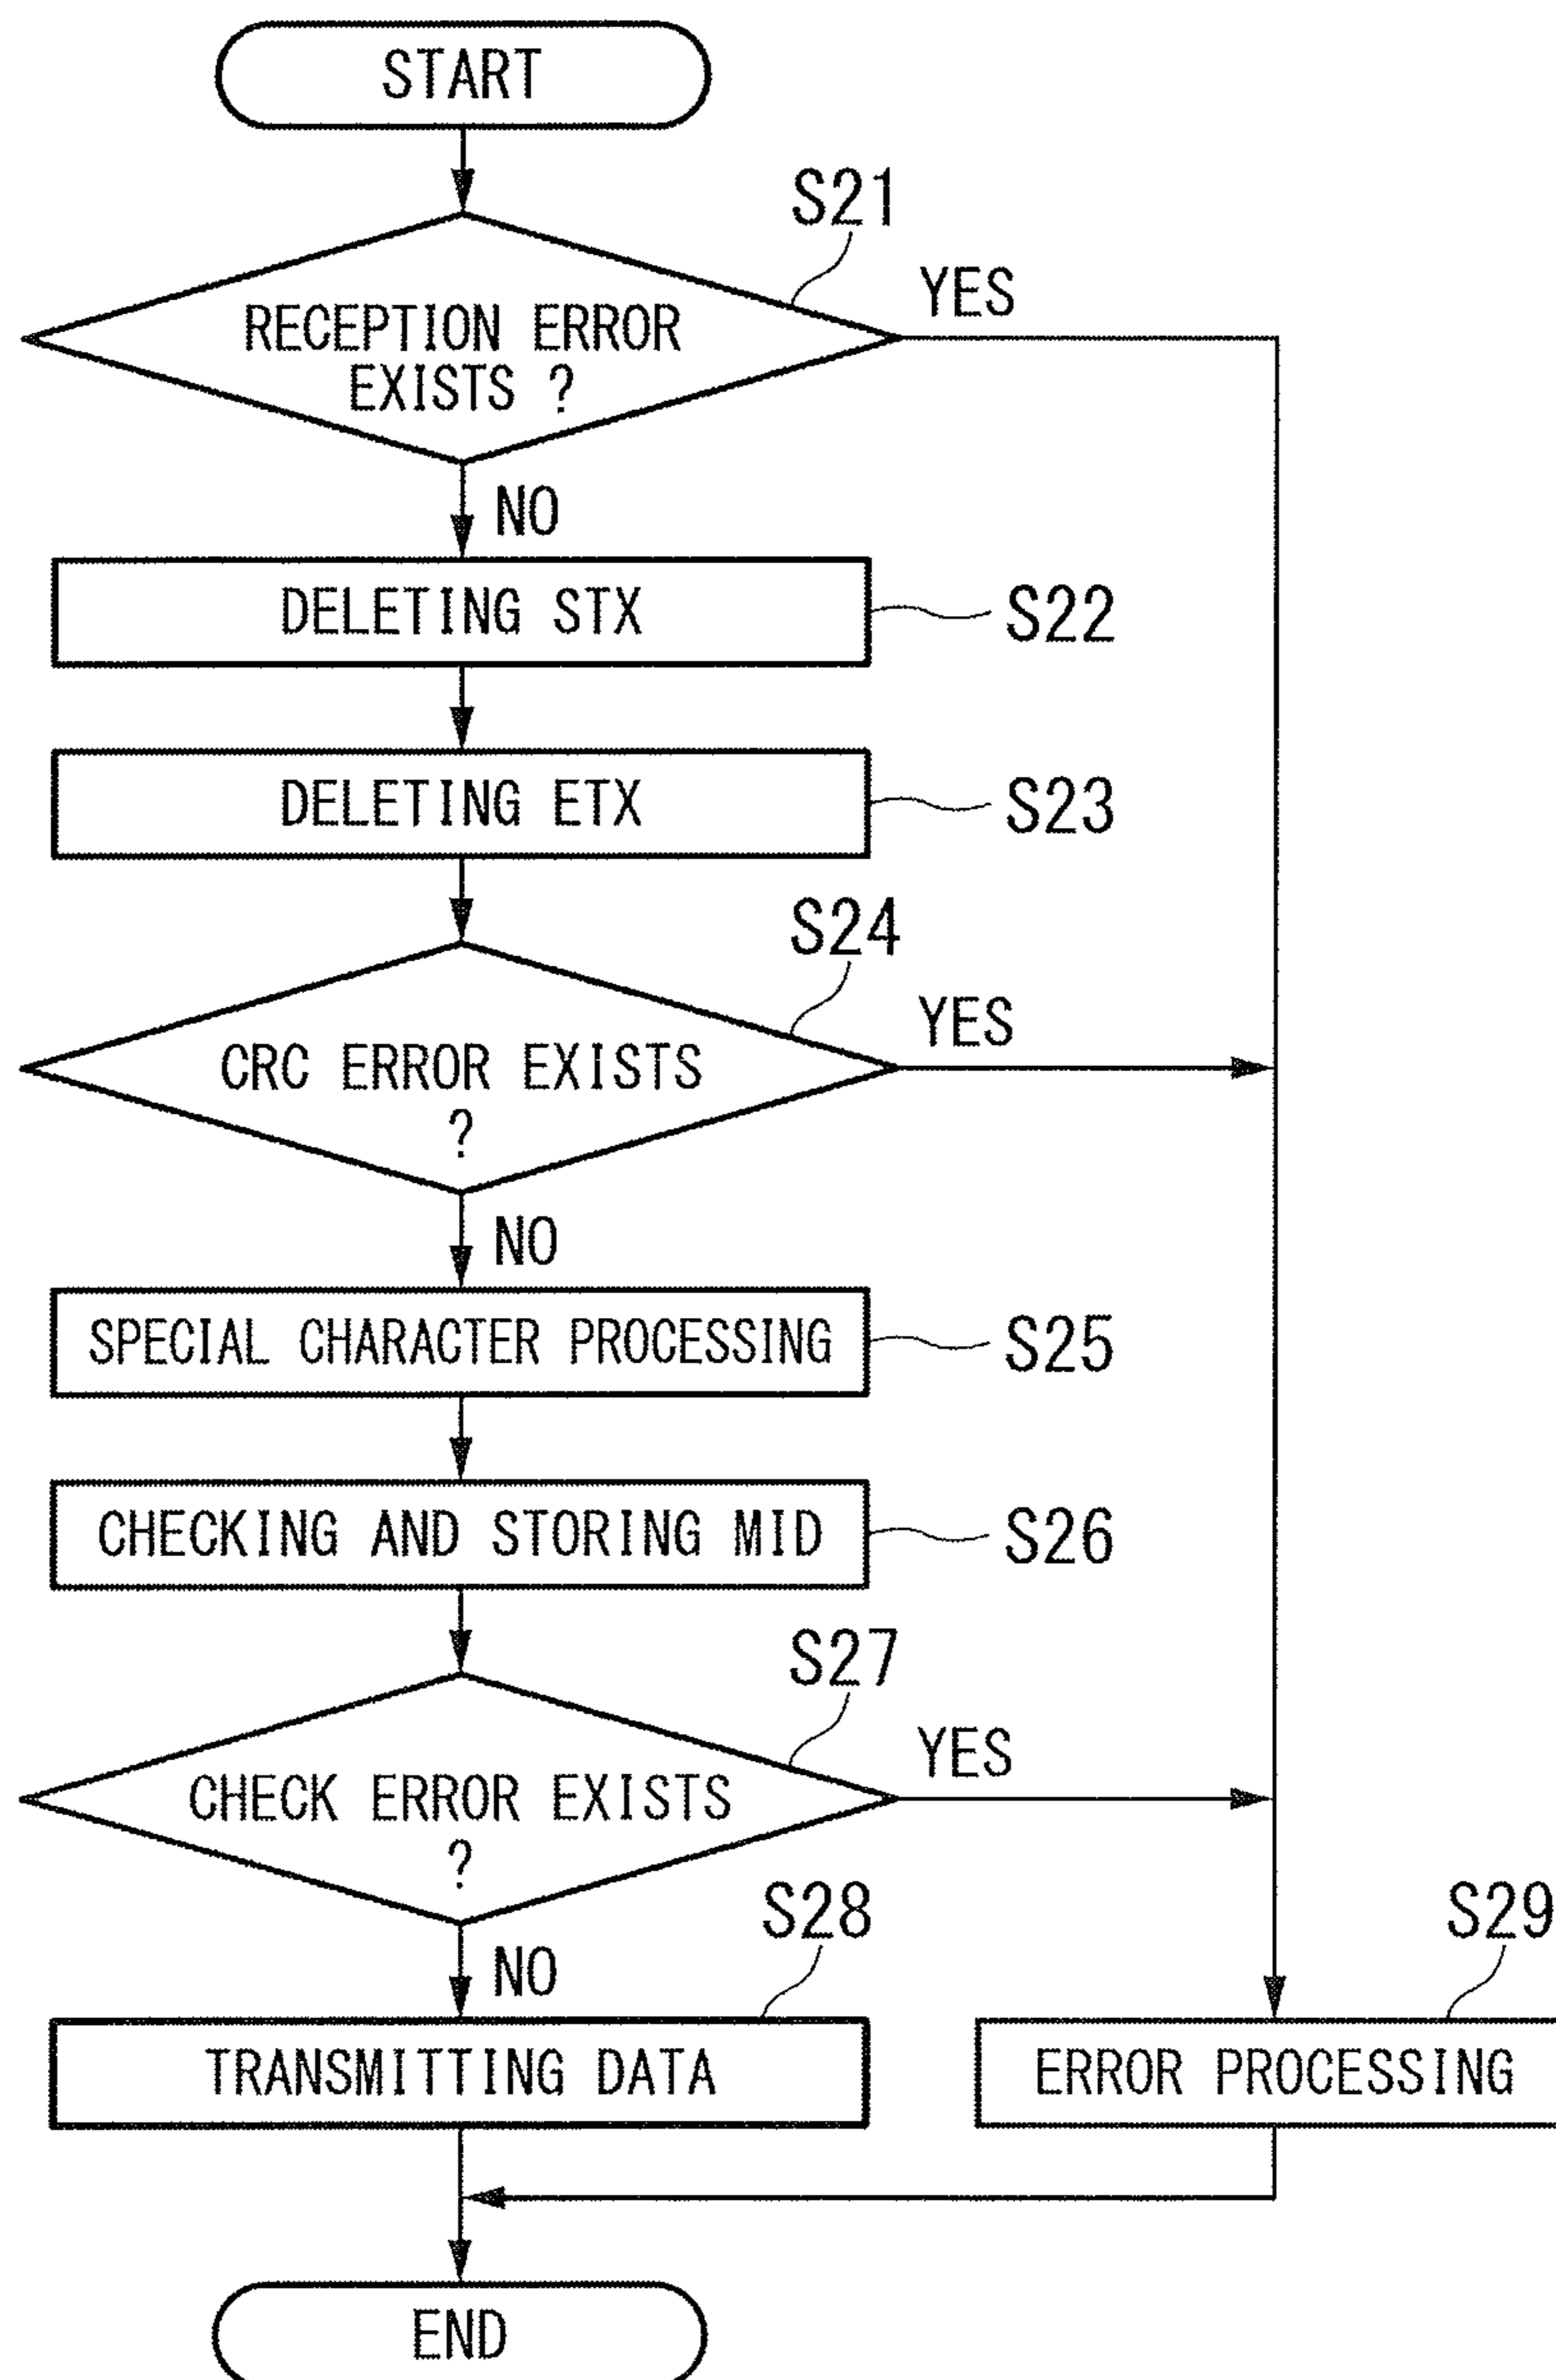 START
S21
YES
RECEPTION ERROR
EXISTS ?
NO
DELETING STX
S22
DELETING ETX
S23
S24
YES
CRC ERROR EXISTS
?
NO
SPECIAL CHARACTER PROCESSING
S25
CHECKING AND STORING MID
S26
S27
YES
CHECK ERROR EXISTS
?
NO
S28
S29
TRANSMITTING DATA
ERROR PROCESSING
END